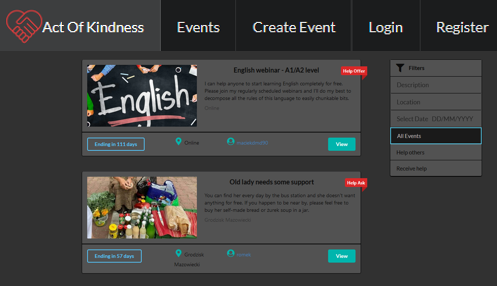 Act Of Kindness
Events
Create Event
Login
Register
English webinar - A1/A2 level
Help Offer
I can help anyone to start learning English completely for free.
Please join my regularly scheduled webinars and I'll do my best to
decompose all the rules of this language to easily chunkable bits.
Online
English
Ending in 111 days
Online
View
Old lady needs some support
Help Ask
You can find her every day by the bus station and she doesn't want
anything for free. If you happen to be near by, please feel free to
buy her self-made bread or sored soup in a jar.
Grodzisk Mazowiecki
Ending in 57 days
Grodzisk
Mazowiecki
View
Filters
Description
Location
Select Date DD/MM/YYYY
All Events
Help others
Receive help